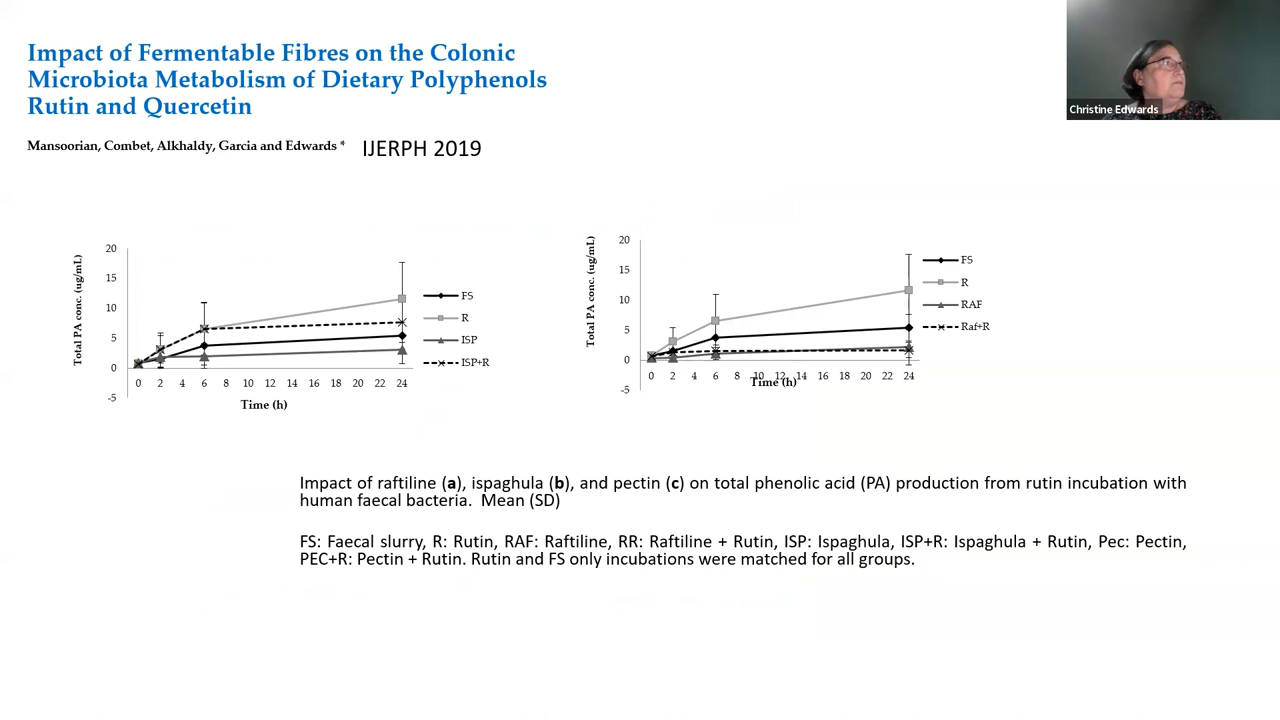 Impact of Fermentable Fibres on the Colonic
Microbiota Metabolism of Dietary Polyphenols
Rutin and Quercetin
Christine Edwards
Mansoorian, Combet, Alkhaldy, Garcia and Edwards * IJERPH 2019
Total PA conc. (ug/mL)
20
15
10
5
0
-5
0 2 4 6 8 10 12 14 16 18 20 22 24
Time (h)
FS
R
ISP
ISP+R
Total PA conc. (ug/mL)
20
15
10
5
0
-5
0 2 4 6 8 10 12 14 16 18 20 22 24
Time (h)
FS
R
RAF
Raf+R
Impact of raftiline (a), ispaghula (b), and pectin (c) on total phenolic acid (PA) production from rutin incubation with
human faecal bacteria. Mean (SD)
FS: Faecal slurry, R: Rutin, RAF: Raftiline, RR: Raftiline + Rutin, ISP: Ispaghula, ISP+R: Ispaghula + Rutin, Pec: Pectin,
PEC+R: Pectin + Rutin. Rutin and FS only incubations were matched for all groups.